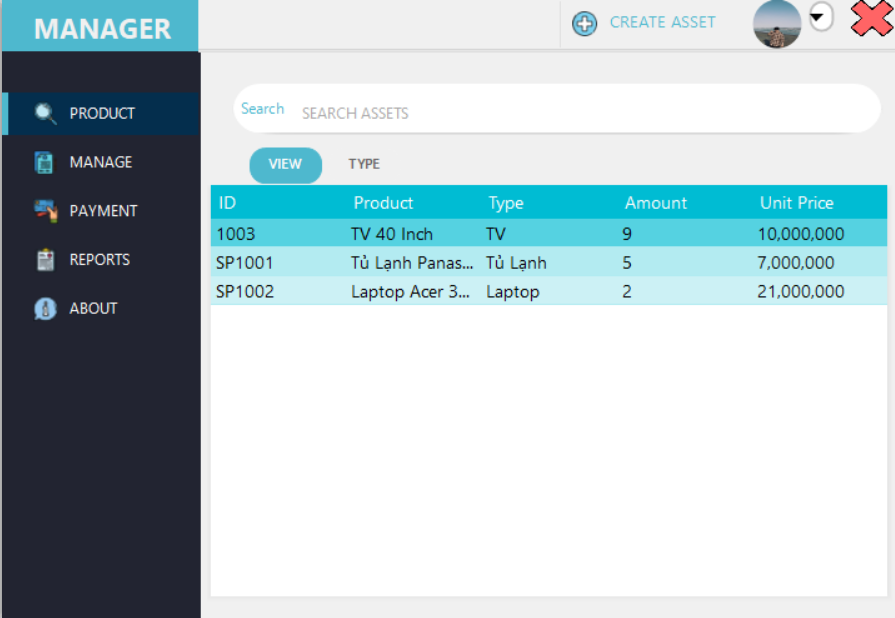 MANAGER
CREATE ASSET
PRODUCT
MANAGE
PAYMENT
REPORTS
ABOUT
Search SEARCH ASSETS
VIEW TYPE
ID Product Type Amount Unit Price
1003 TV 40 Inch TV 9 10,000,000
SP1001 Tủ Lạnh Panas... Tủ Lạnh 5 7,000,000
SP1002 Laptop Acer 3... Laptop 2 21,000,000